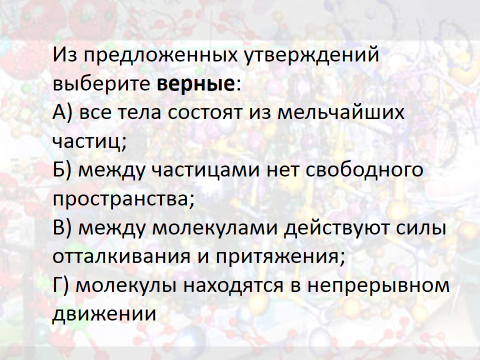 Из предложенных утверждений
выберите верные:
А) все тела состоят из мельчайших
частиц;
Б) между частицами нет свободного
пространства;
В) между молекулами действуют силы
отталкивания и притяжения;
Г) молекулы находятся в непрерывном
движении